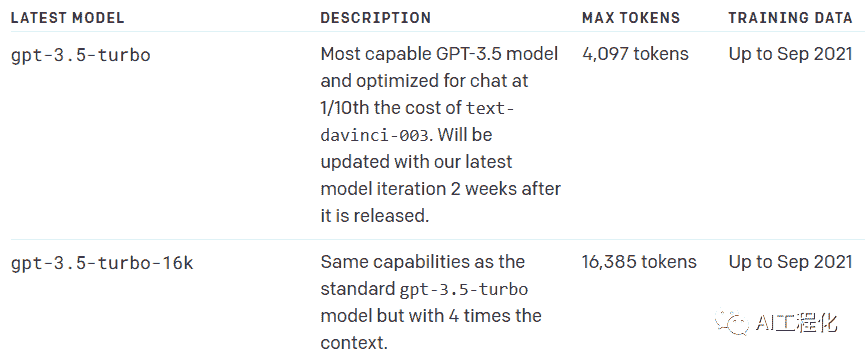 LATEST MODEL DESCRIPTION MAX TOKENS TRAINING DATA
gpt-3.5-turbo Most capable GPT-3.5 model 4,097 tokens Up to Sep 2021
and optimized for chat at
1/10th the cost of text-
davinci-003. Will be
updated with our latest
model iteration 2 weeks after
it is released.
gpt-3.5-turbo-16k Same capabilities as the 16,385 tokens Up to Sep 2021
standard gpt-3.5-turbo
model but with 4 times the
context.
AI工程化